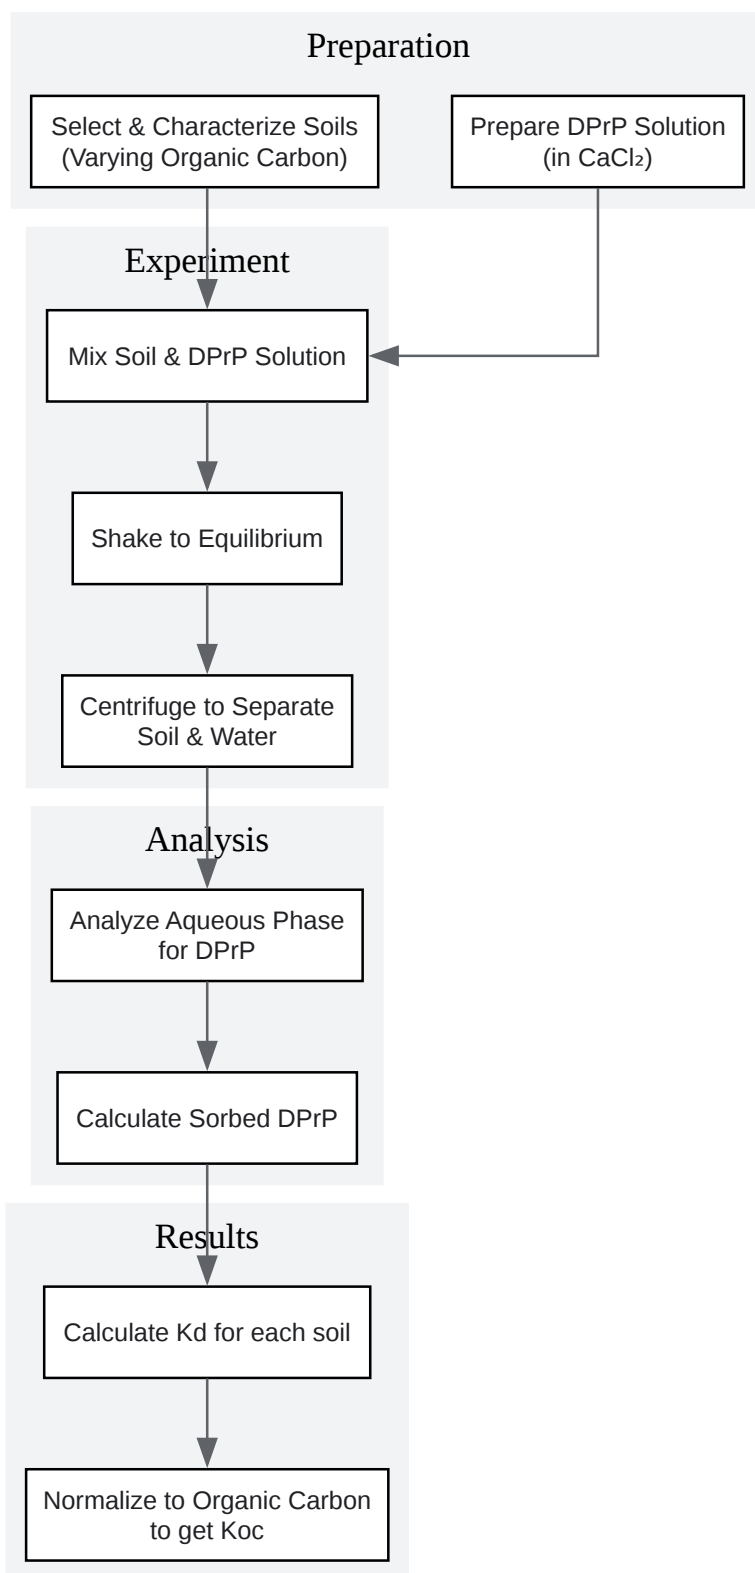 Preparation
Select & Characterize Soils
(Varying Organic Carbon)
Prepare DPrP Solution
(in CaCl₂)
Experiment
Mix Soil & DPrP Solution
Shake to Equilibrium
Centrifuge to Separate
Soil & Water
Analysis
Analyze Aqueous Phase
for DPrP
Calculate Sorbed DPrP
Results
Calculate Kd for each soil
Normalize to Organic Carbon
to get Koc